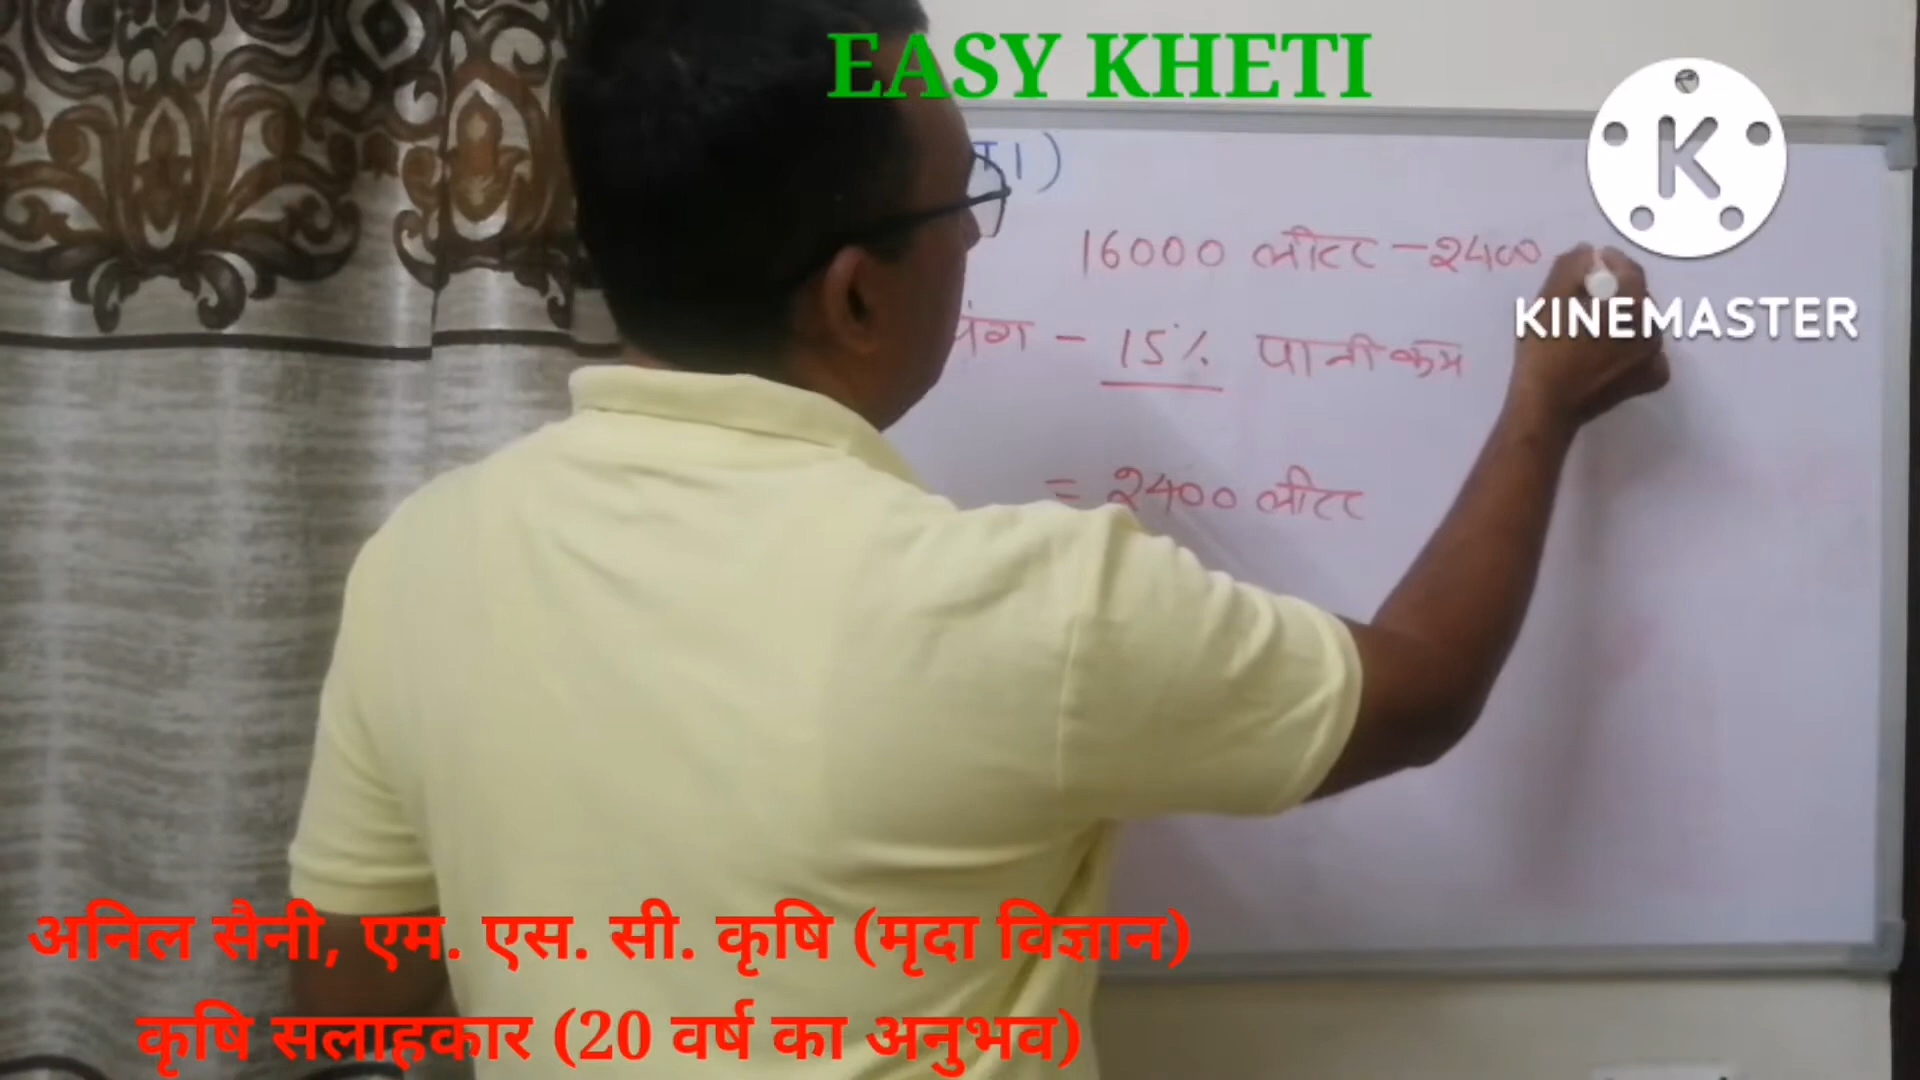 EASY KHETI
16000 लीटर - 2400
15% पानी कम
= 2400 लीटर
KINEMASTER
अनिल सैनी, एम. एस. सी. कृषि (मृदा विज्ञान)
कृषि सलाहकार (20 वर्ष का अनुभव)